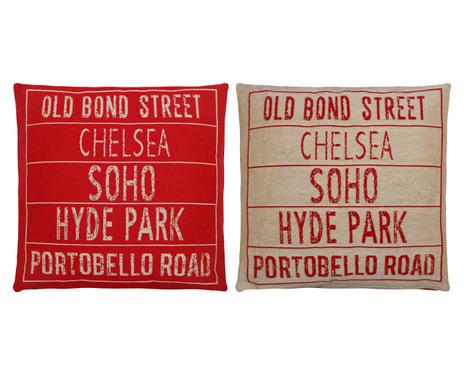 OLD BOND STREET
CHELSEA
SOHO
HYDE PARK
PORTOBELLO ROAD
OLD BOND STREET
CHELSEA
SOHO
HYDE PARK
PORTOBELLO ROAD